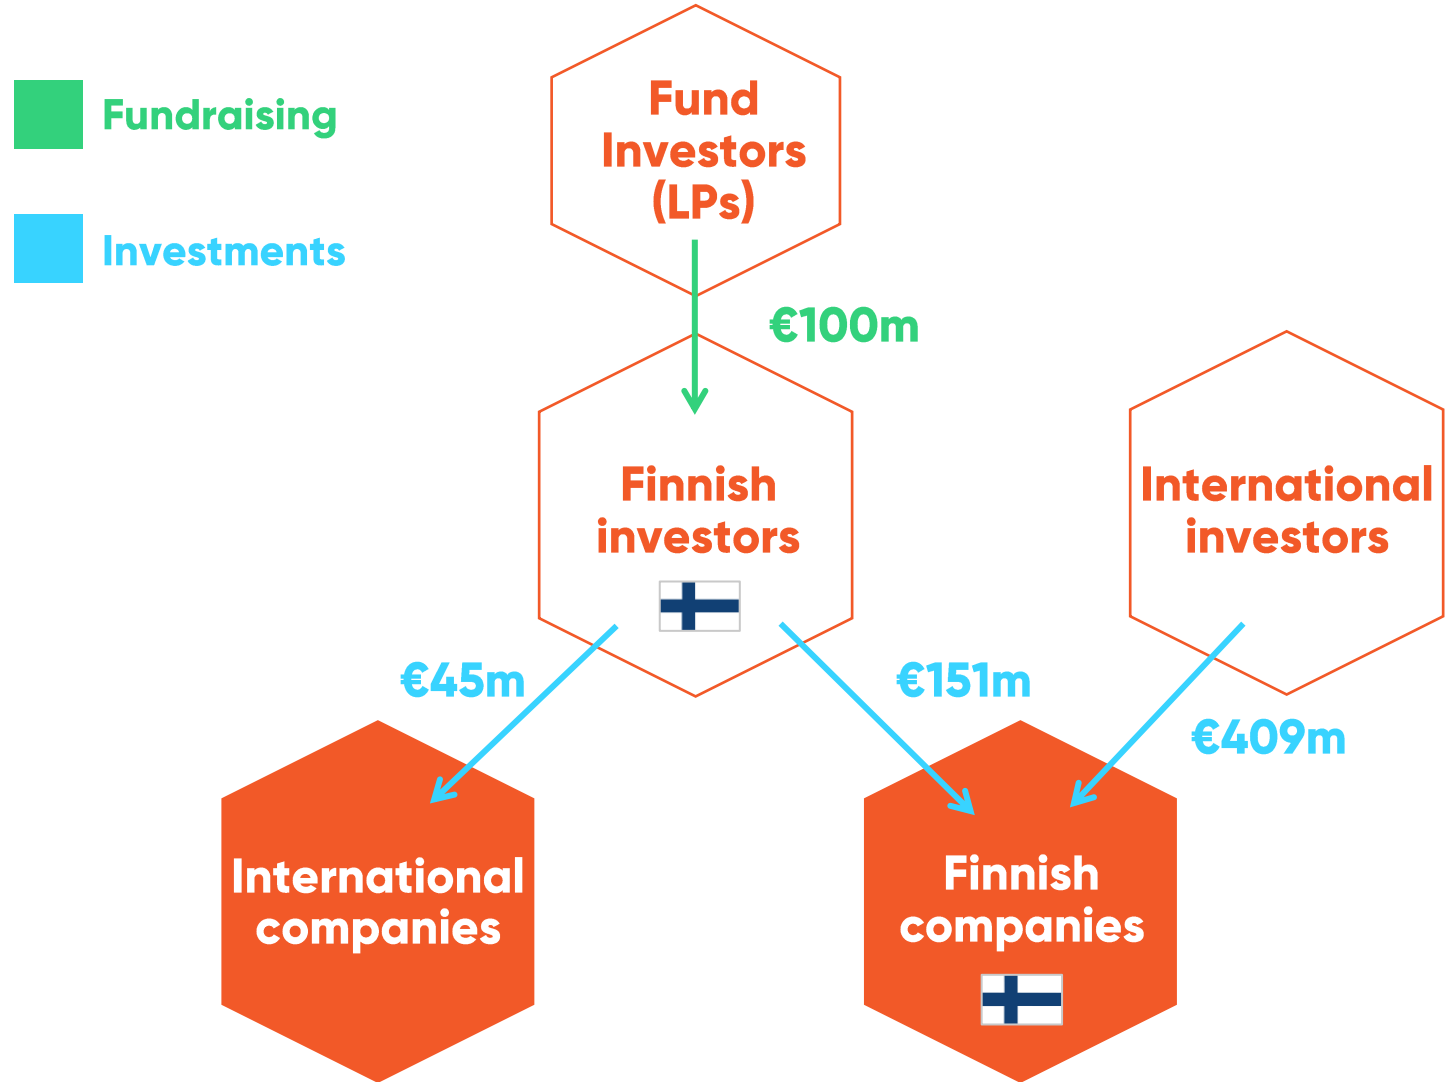 Fundraising
Investments
Fund
Investors
(LPs)
€100m
Finnish
investors
International
investors
€45m
€151m
€409m
International
companies
Finnish
companies